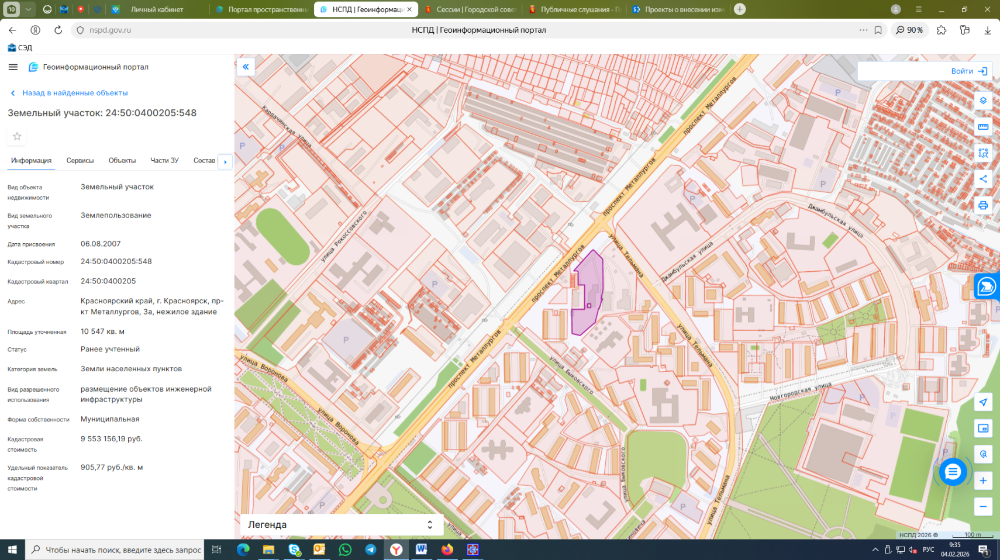 10
Личный кабинет
Портал пространственн
НСПД | Геоинформаци
Сессии | Городской совет
Публичные слушания - П
Проекты о внесении изм
nspd.gov.ru
НСПД | Геоинформационный портал
90 %
СЭД
Геоинформационный портал
Войти
Назад в найденные объекты
Земельный участок: 24:50:0400205:548
Информация
Сервисы
Объекты
Части ЗУ
Состав
Вид объекта
недвижимости
Земельный участок
Вид земельного
участка
Землепользование
Дата присвоения
06.08.2007
Кадастровый номер
24:50:0400205:548
Кадастровый квартал
24:50:0400205
Адрес
Красноярский край, г. Красноярск, пр-
кт Металлургов, 3а, нежилое здание
Площадь уточненная
10 547 кв. м
Статус
Ранее учтенный
Категория земель
Земли населенных пунктов
Вид разрешенного
использования
размещение объектов инженерной
инфраструктуры
Форма собственности
Муниципальная
Кадастровая
стоимость
9 553 156,19 руб.
Удельный показатель
кадастровой
стоимости
905,77 руб./кв. м
Кардачинская улица
проспект Металлургов
проспект Металлургов
проспект Металлургов
проспект Металлургов
улица Рокоссовского
улица Тельмана
улица Тельмана
улица Тельмана
Джамбульская улица
Джамбульская улица
улица Воронова
улица Воронова
улица Быковского
улица Быковского
Новгородская улица
P
P
P
P
P
P
P
P
P
P
P
P
P
Легенда
НСПД 2026 ©
100 m
Чтобы начать поиск, введите здесь запрос
РУС
9:35
04.02.2026
1